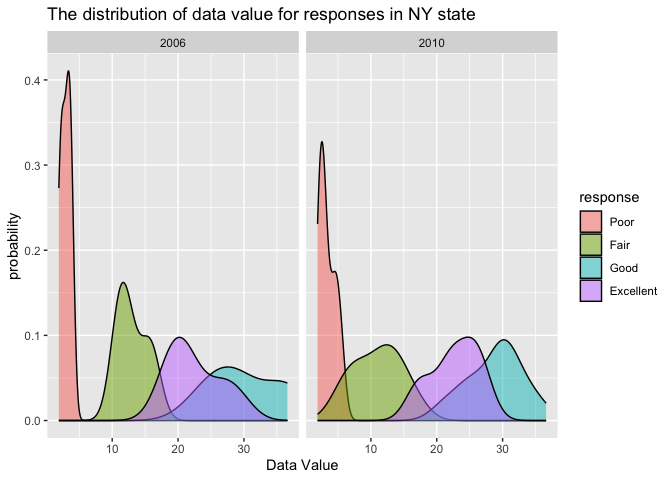 The distribution of data value for responses in NY state
2006
2010
0.4
0.3
0.2
0.1
0.0
probability
10
20
30
10
20
30
Data Value
response
Poor
Fair
Good
Excellent